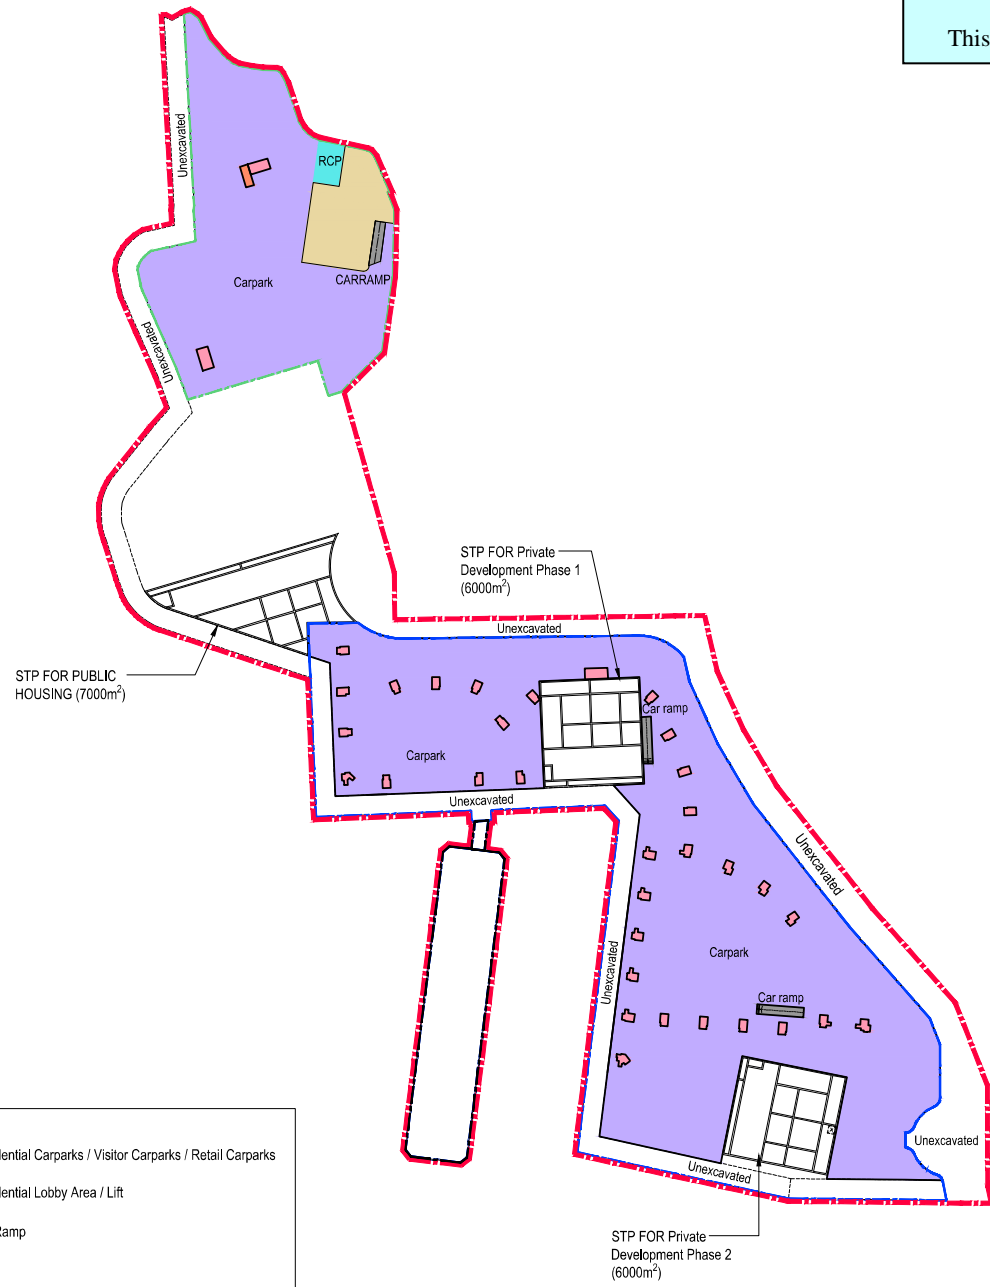 This
Unexcavated
RCP
Carpark
CARRAMP
Unexcavated
STP FOR Private
Development Phase 1
(6000m²)
Unexcavated
STP FOR PUBLIC
HOUSING (7000m²)
Car ramp
Carpark
Unexcavated
Unexcavated
Carpark
Unexcavated
Car ramp
Unexcavated
Unexcavated
dential Carparks / Visitor Carparks / Retail Carparks
dential Lobby Area / Lift
Ramp
STP FOR Private
Development Phase 2
(6000m²)